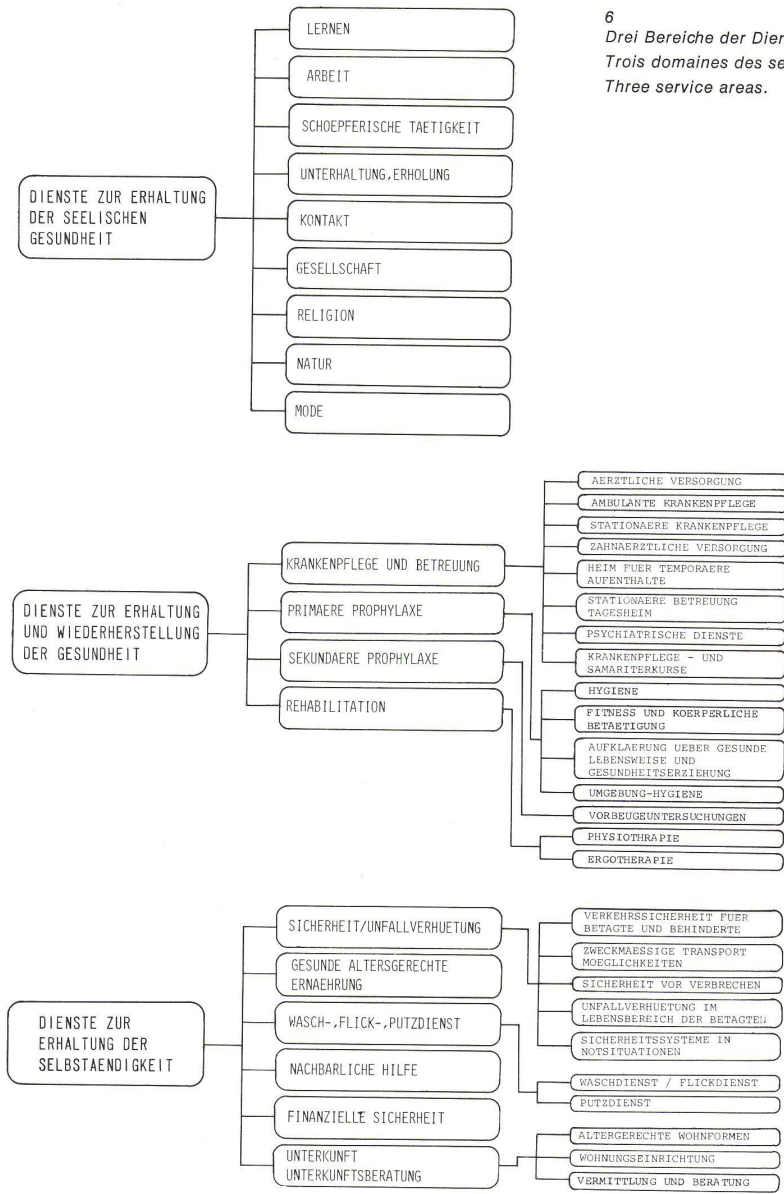 6
Drei Bereiche der
Trois domaines des
Three service areas.
DIENSTE ZUR ERHALTUNG
DER SEELISCHEN
GESUNDHEIT
LERNEN
ARBEIT
SCHOEPFERISCHE TAETIGKEIT
UNTERHALTUNG,ERHOLUNG
KONTAKT
GESELLSCHAFT
RELIGION
NATUR
MODE
DIENSTE ZUR ERHALTUNG
UND WIEDERHERSTELLUNG
DER GESUNDHEIT
KRANKENPFLEGE UND BETREUUNG
PRIMAERE PROPHYLAXE
SEKUNDAERE PROPHYLAXE
REHABILITATION
AERZTLICHE VERSORGUNG
AMBULANTE KRANKENPFLEGE
STATIONAERE KRANKENPFLEGE
ZAHNAERZTLICHE VERSORGUNG
HEIM FUER TEMPORAERE
AUFENTHALTE
STATIONAERE BETREUUNG
TAGESHEIM
PSYCHIATRISCHE DIENSTE
KRANKENPFLEGE - UND
SAMARITERKURSE
HYGIENE
FITNESS UND KOERPERLICHE
BETAETIGUNG
AUFKLAERUNG UEBER GESUNDE
LEBENSWEISE UND
GESUNDHEITSERZIEHUNG
UMGEBUNG-HYGIENE
VORBEUGEUNTERSUCHUNGEN
PHYSIOTHRAPIE
ERGOTHERAPIE
DIENSTE ZUR
ERHALTUNG DER
SELBSTAENDIGKEIT
SICHERHEIT/UNFALLVERHUETUNG
GESUNDE ALTERSGERECHTE
ERNAEHRUNG
WASCH-,FLICK-,PUTZDIENST
NACHBARLICHE HILFE
FINANZIELLE SICHERHEIT
UNTERKUNFT
UNTERKUNFTSBERATUNG
VERKEHRSSICHERHEIT FUER
BETAGTE UND BEHINDERTE
ZWECKMAESSIGE TRANSPORT
MOEGLICHKEITEN
SICHERHEIT VOR VERBRECHEN
UNFALLVERHUETUNG IM
LEBENSBEREICH DER BETAGTEN
SICHERHEITSSYSTEME IN
NOTSITUATIONEN
WASCHDIENST / FLICKDIENST
PUTZDIENST
ALTERGERECHTE WOHNFORMEN
WOHNUNGSEINRICHTUNG
VERMITTLUNG UND BERATUNG